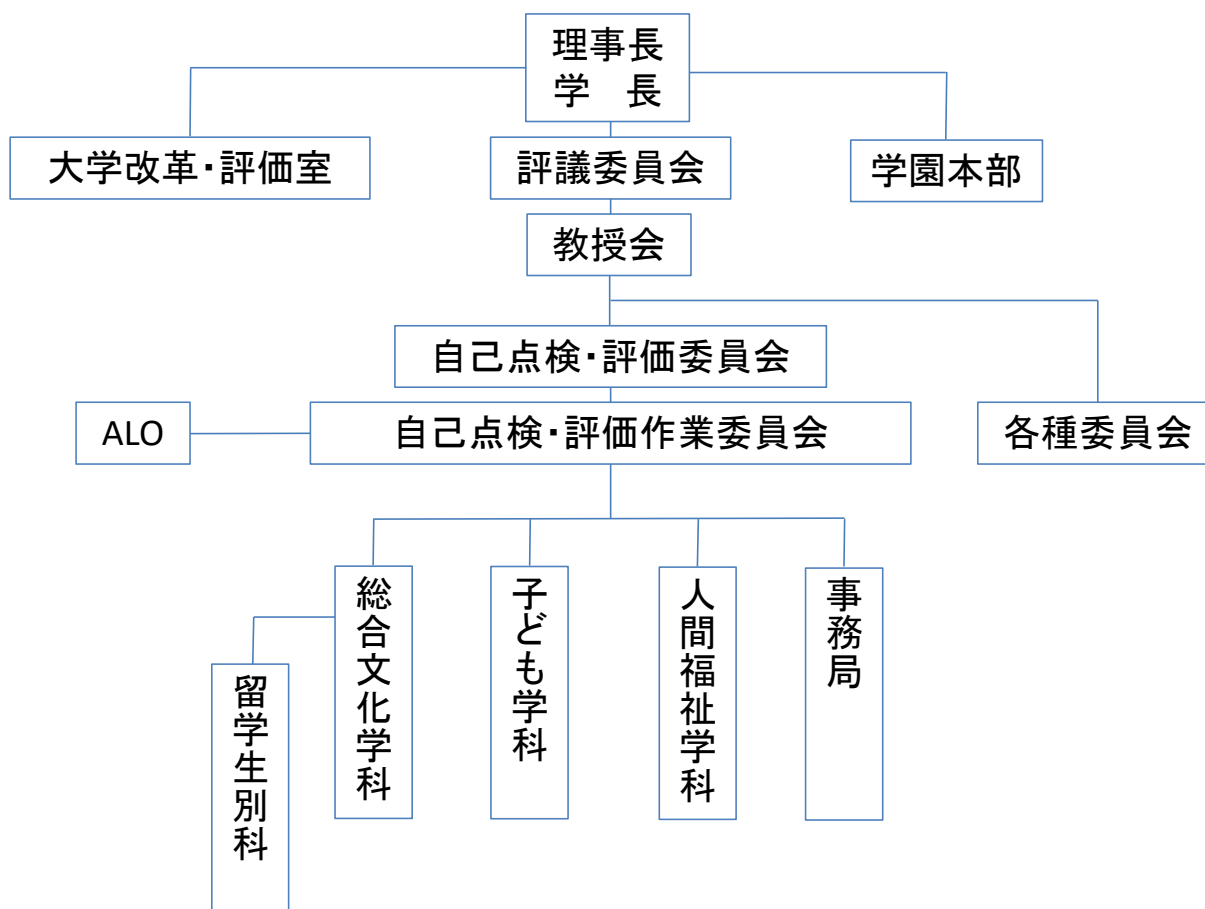 理事長
学　長
大学改革・評価室
評議委員会
学園本部
教授会
自己点検・評価委員会
ALO
自己点検・評価作業委員会
各種委員会
総合文化学科
子ども学科
人間福祉学科
事務局
留学生別科